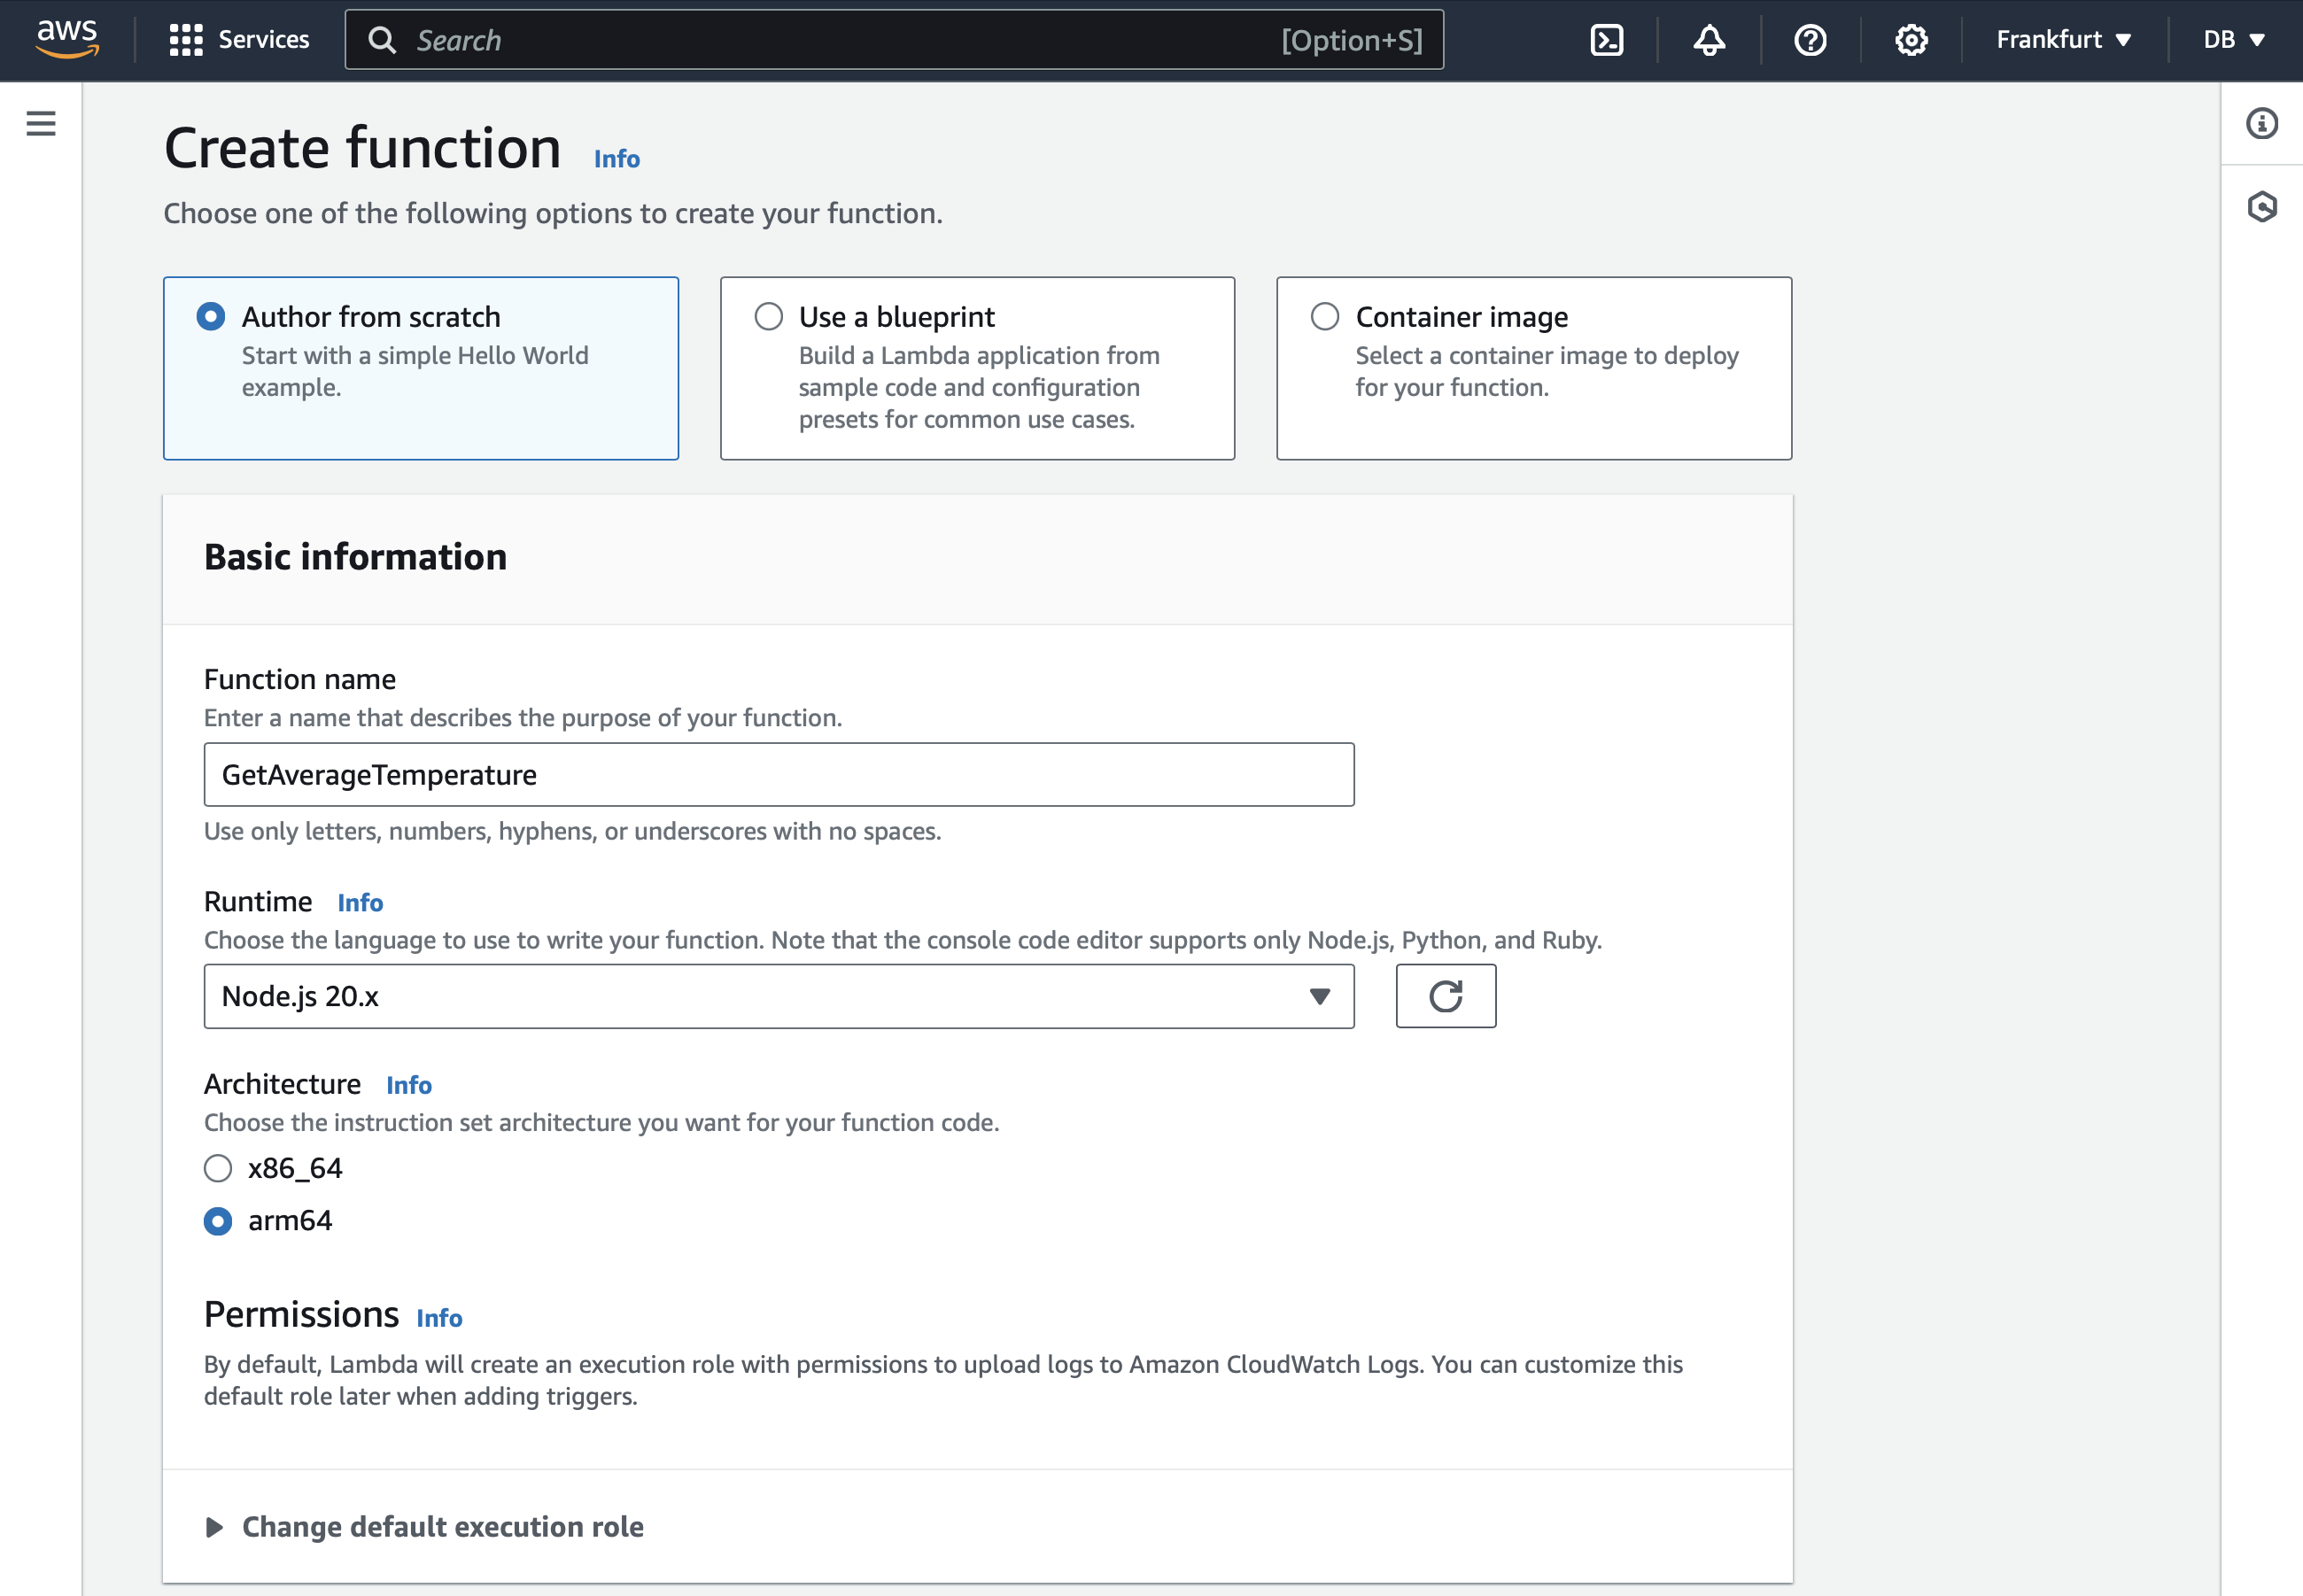 aws
Services
Search
[Option+S]
Frankfurt
DB
Create function Info
Choose one of the following options to create your function.
Author from scratch
Start with a simple Hello World
example.
Use a blueprint
Build a Lambda application from
sample code and configuration
presets for common use cases.
Container image
Select a container image to deploy
for your function.
Basic information
Function name
Enter a name that describes the purpose of your function.
GetAverageTemperature
Use only letters, numbers, hyphens, or underscores with no spaces.
Runtime Info
Choose the language to use to write your function. Note that the console code editor supports only Node.js, Python, and Ruby.
Node.js 20.x
Architecture Info
Choose the instruction set architecture you want for your function code.
x86_64
arm64
Permissions Info
By default, Lambda will create an execution role with permissions to upload logs to Amazon CloudWatch Logs. You can customize this
default role later when adding triggers.
Change default execution role